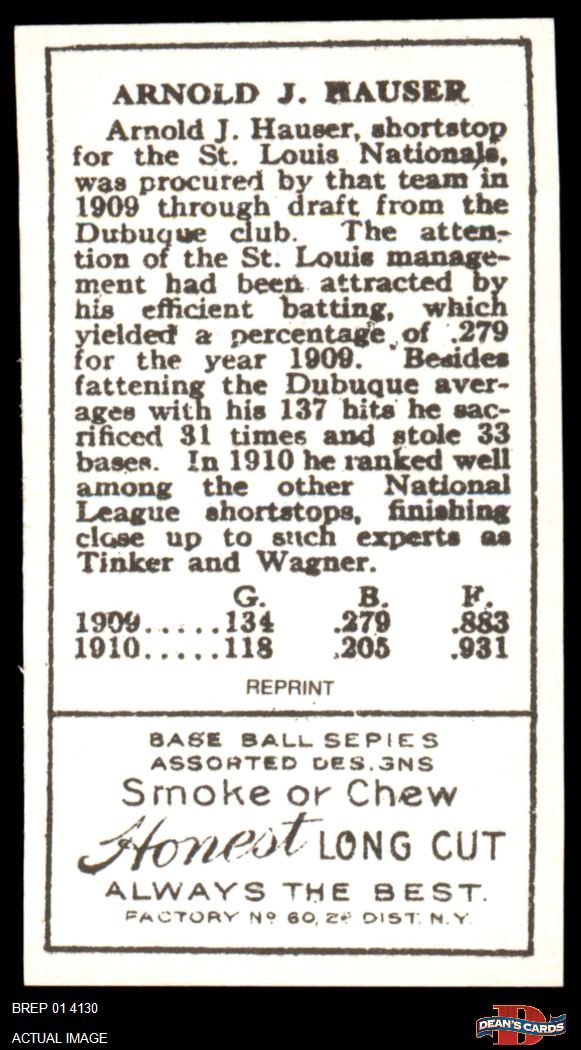 ARNOLD J. HAUSER
Arnold J. Hauser, shortstop
for the St. Louis Nationals,
was procured by that team in
1909 through draft from the
Dubuque club. The atten-
tion of the St. Louis manage-
ment had been attracted by
his efficient batting, which
yielded a percentage of .279
for the year 1909. Besides
fattening the Dubuque aver-
ages with his 137 hits he sac-
rificed 31 times and stole 33
bases. In 1910 he ranked well
among the other National
League shortstops, finishing
close up to such experts as
Tinker and Wagner.
G. B. F.
1909......134 .279 .883
1910......118 .205 .931
REPRINT
BASE BALL SERIES
ASSORTED DESIGNS
Smoke or Chew
Honest LONG CUT
ALWAYS THE BEST.
FACTORY No 60, 2d DIST. N.Y.
BREP 01 4130
ACTUAL IMAGE
DEAN'S CARDS